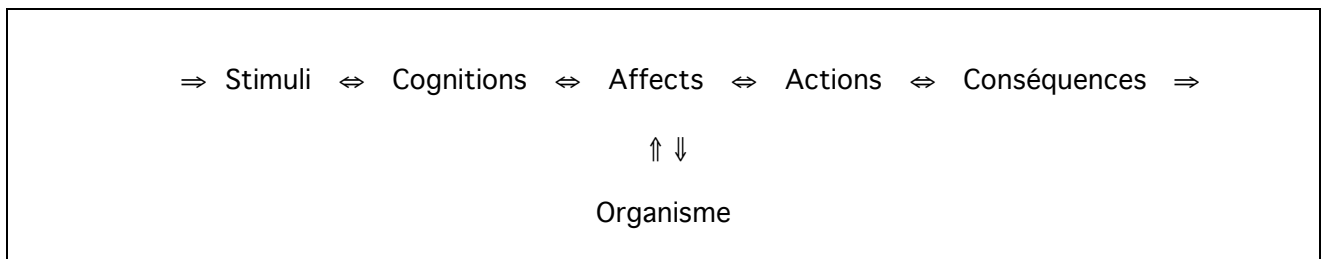 ⇒ Stimuli ⇔ Cognitions ⇔ Affects ⇔ Actions ⇔ Conséquences ⇒
⇑ ⇓
Organisme